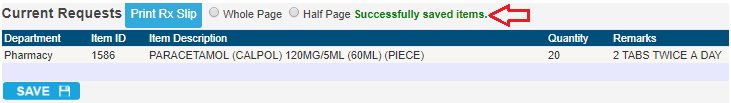 Current Requests Print Rx Slip Whole Page Half Page Successfully saved items.
Department Item ID Item Description Quantity Remarks
Pharmacy 1586 PARACETAMOL (CALPOL) 120MG/5ML (60ML) (PIECE) 20 2 TABS TWICE A DAY
SAVE